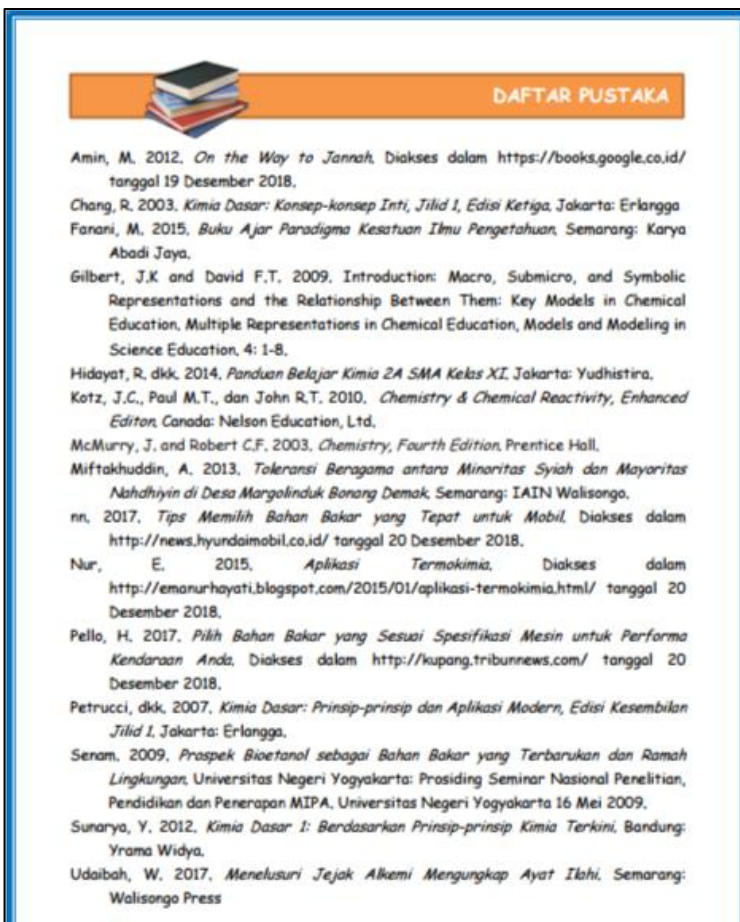 DAFTAR PUSTAKA
Amin, M. 2012. On the Way to Jannah. Diakses dalam https://books.google.co.id/
tanggal 19 Desember 2018.
Chang, R. 2003. Kimia Dasar: Konsep-konsep Inti, Jilid 1, Edisi Ketiga. Jakarta: Erlangga
Fanani, M. 2015. Buku Ajar Paradigma Kesatuan Ilmu Pengetahuan. Semarang: Karya
Abadi Jaya.
Gilbert, J.K and David F.T. 2009. Introduction: Macro, Submicro, and Symbolic
Representations and the Relationship Between Them: Key Models in Chemical
Education. Multiple Representations in Chemical Education, Models and Modeling in
Science Education. 4: 1-8.
Hidayat, R. dkk. 2014. Panduan Belajar Kimia 2A SMA Kelas XI. Jakarta: Yudhistira.
Kotz, J.C., Paul M.T., dan John R.T. 2010. Chemistry & Chemical Reactivity, Enhanced
Editon. Canada: Nelson Education, Ltd.
McMurry, J. and Robert C.F. 2003. Chemistry, Fourth Edition. Prentice Hall.
Miftakhuddin, A. 2013. Toleransi Beragama antara Minoritas Syiah dan Mayoritas
Nahdhiyin di Desa Margolinduk Bonang Demak. Semarang: IAIN Walisongo.
nn. 2017. Tips Memilih Bahan Bakar yang Tepat untuk Mobil. Diakses dalam
http://news.hyundaimobil.co.id/ tanggal 20 Desember 2018.
Nur, E. 2015. Aplikasi Termokimia. Diakses dalam
http://emanurhayati.blogspot.com/2015/01/aplikasi-termokimia.html/ tanggal 20
Desember 2018.
Pello, H. 2017. Pilih Bahan Bakar yang Sesuai Spesifikasi Mesin untuk Performa
Kendaraan Anda. Diakses dalam http://kupang.tribunnews.com/ tanggal 20
Desember 2018.
Petrucci, dkk. 2007. Kimia Dasar: Prinsip-prinsip dan Aplikasi Modern, Edisi Kesembilan
Jilid 1. Jakarta: Erlangga.
Senam. 2009. Prospek Bioetanol sebagai Bahan Bakar yang Terbarukan dan Ramah
Lingkungan. Universitas Negeri Yogyakarta: Prosiding Seminar Nasional Penelitian,
Pendidikan dan Penerapan MIPA. Universitas Negeri Yogyakarta 16 Mei 2009.
Sunarya, Y. 2012. Kimia Dasar 1: Berdasarkan Prinsip-prinsip Kimia Terkini. Bandung:
Yrama Widya.
Udaibah, W. 2017. Menelusuri Jejak Alkemi Mengungkap Ayat Ilahi. Semarang:
Walisongo Press